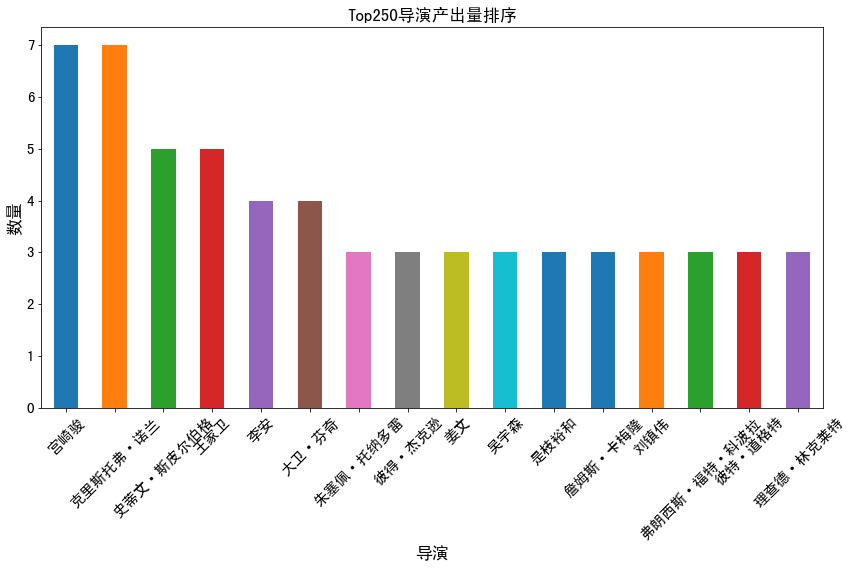 Top250导演产出量排序
数量
7
6
5
4
3
2
1
0
宫崎骏
克里斯托弗·诺兰
史蒂文·斯皮尔伯格
王家卫
李安
大卫·芬奇
朱塞佩·托纳多雷
彼得·杰克逊
姜文
吴宇森
是枝裕和
詹姆斯·卡梅隆
刘镇伟
弗朗西斯·福特·科波拉
彼特·道格特
理查德·林克莱特
导演